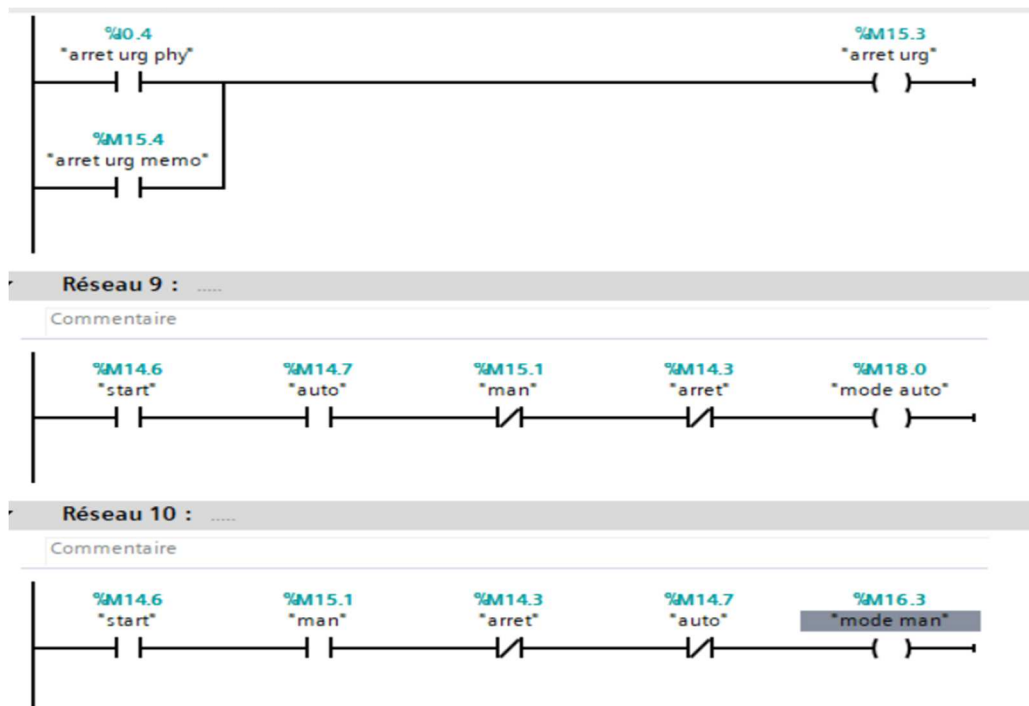 %I0.4 %M15.3
"arret urg phy" "arret urg"
%M15.4
"arret urg memo"
Réseau 9 : .....
Commentaire
%M14.6 %M14.7 %M15.1 %M14.3 %M18.0
"start" "auto" "man" "arret" "mode auto"
Réseau 10 : .....
Commentaire
%M14.6 %M15.1 %M14.3 %M14.7 %M16.3
"start" "man" "arret" "auto" "mode man"